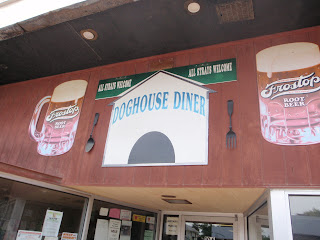 ALL STRAYS WELCOME
ALL STRAYS WELCOME
DOGHOUSE DINER
Frostop
ROOT
BEER
Frostop
ROOT
BEER